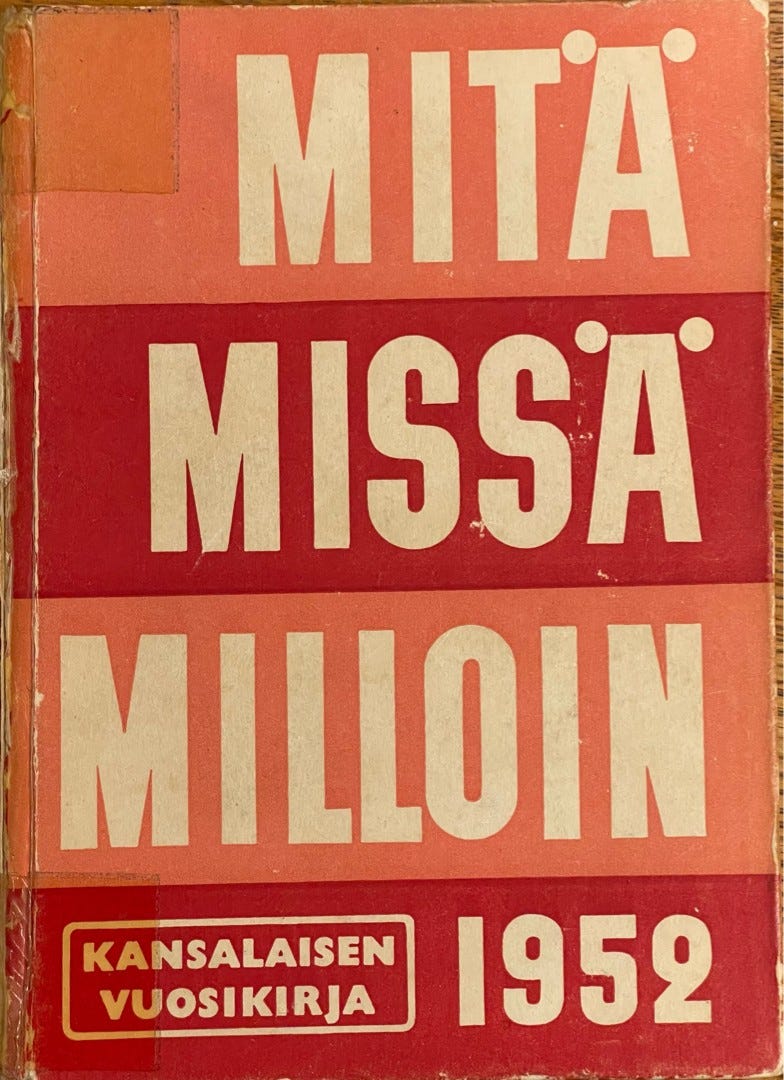 MITÄ
MISSÄ
MILLOIN
KANSALAISEN
VUOSIKIRJA
1952